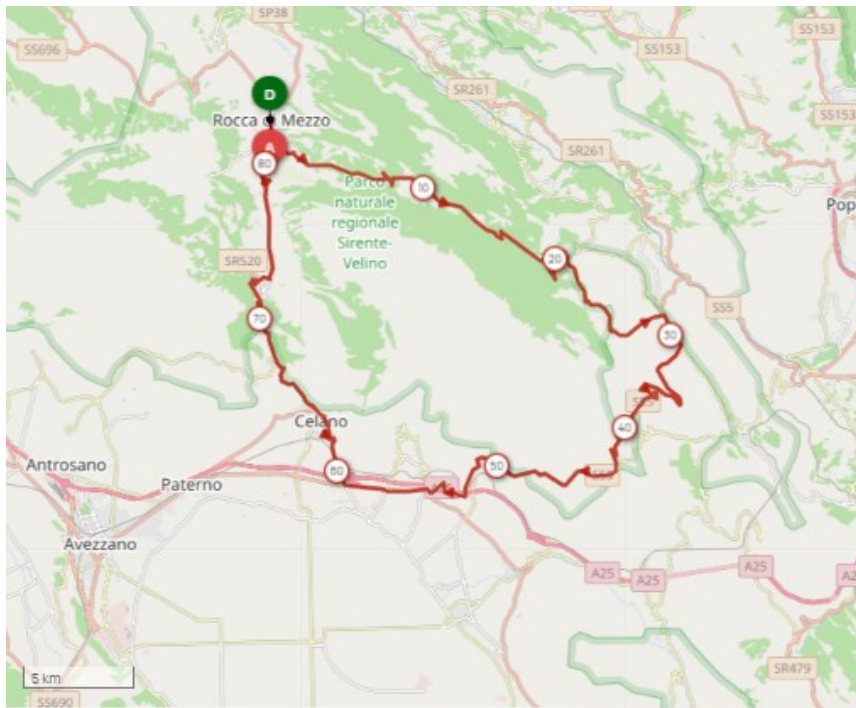 SP38
SS696
SS153
SS153
SR261
SS153
D
Rocca di Mezzo
A
80
SR261
10
Parco
naturale
regionale
Sirente-
Velino
Pop
SR520
20
SS5
70
30
SS5
Celano
40
Antrosano
50
60
Paterno
Avezzano
A25
A25
A25
A2
5 km
SR479
SS690